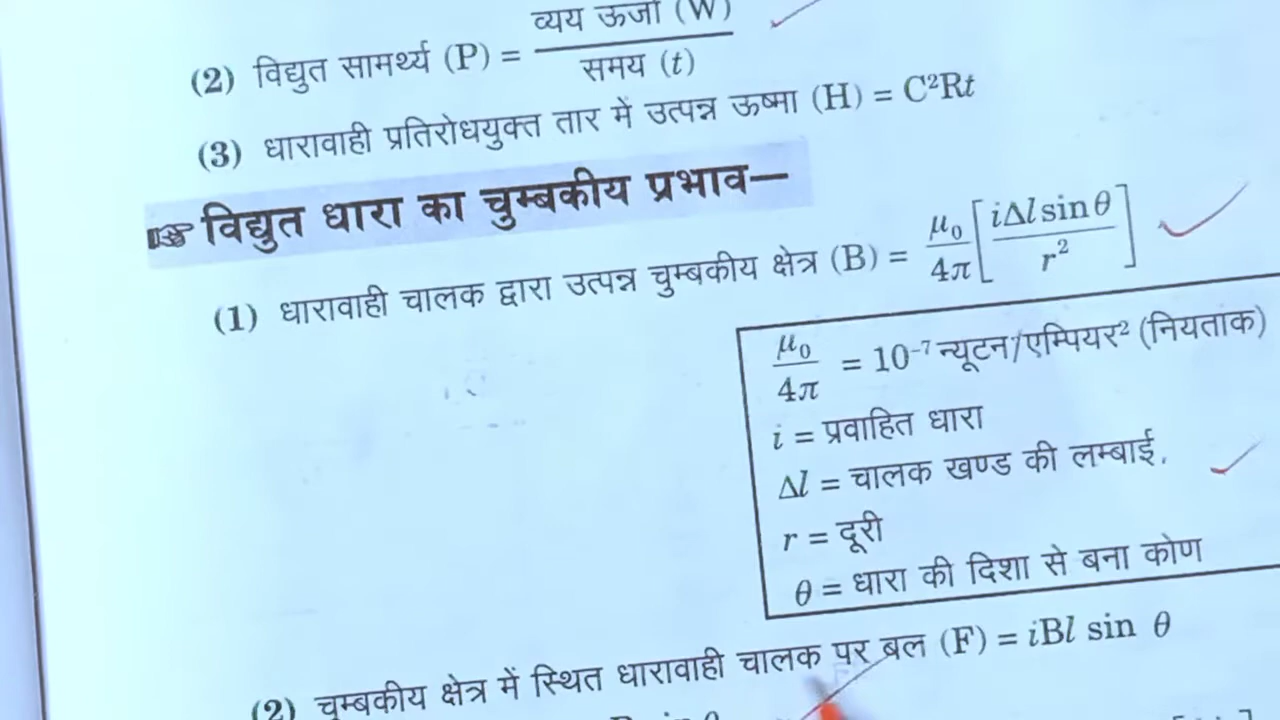 (2) विद्युत सामर्थ्य (P) = व्यय ऊर्जा (W) / समय (t)
(3) धारावाही प्रतिरोधयुक्त तार में उत्पन्न ऊष्मा (H) = C²Rt
☞ विद्युत धारा का चुम्बकीय प्रभाव—
(1) धारावाही चालक द्वारा उत्पन्न चुम्बकीय क्षेत्र (B) = μ₀/4π [iΔl sin θ / r²]
μ₀/4π = 10⁻⁷ न्यूटन/एम्पियर² (नियतांक)
i = प्रवाहित धारा
Δl = चालक खण्ड की लम्बाई.
r = दूरी
θ = धारा की दिशा से बना कोण
(2) चुम्बकीय क्षेत्र में स्थित धारावाही चालक पर बल (F) = iBl sin θ